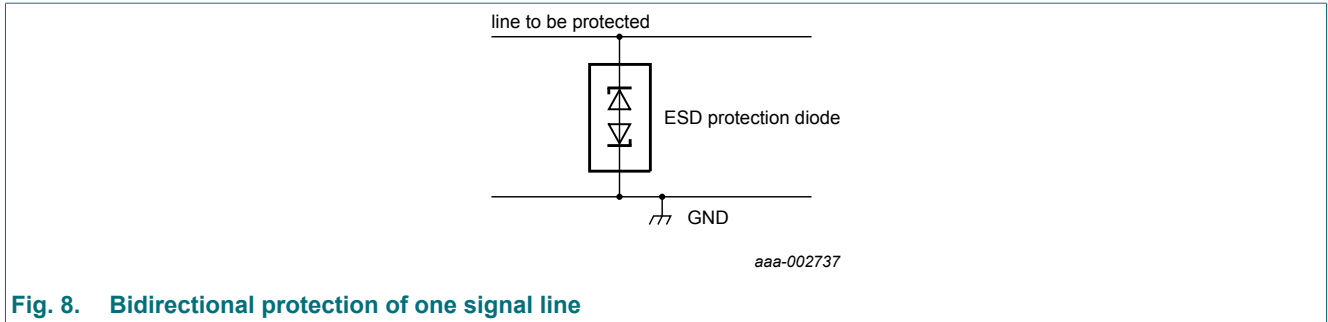 line to be protected
ESD protection diode
GND
aaa-002737
Fig. 8. Bidirectional protection of one signal line